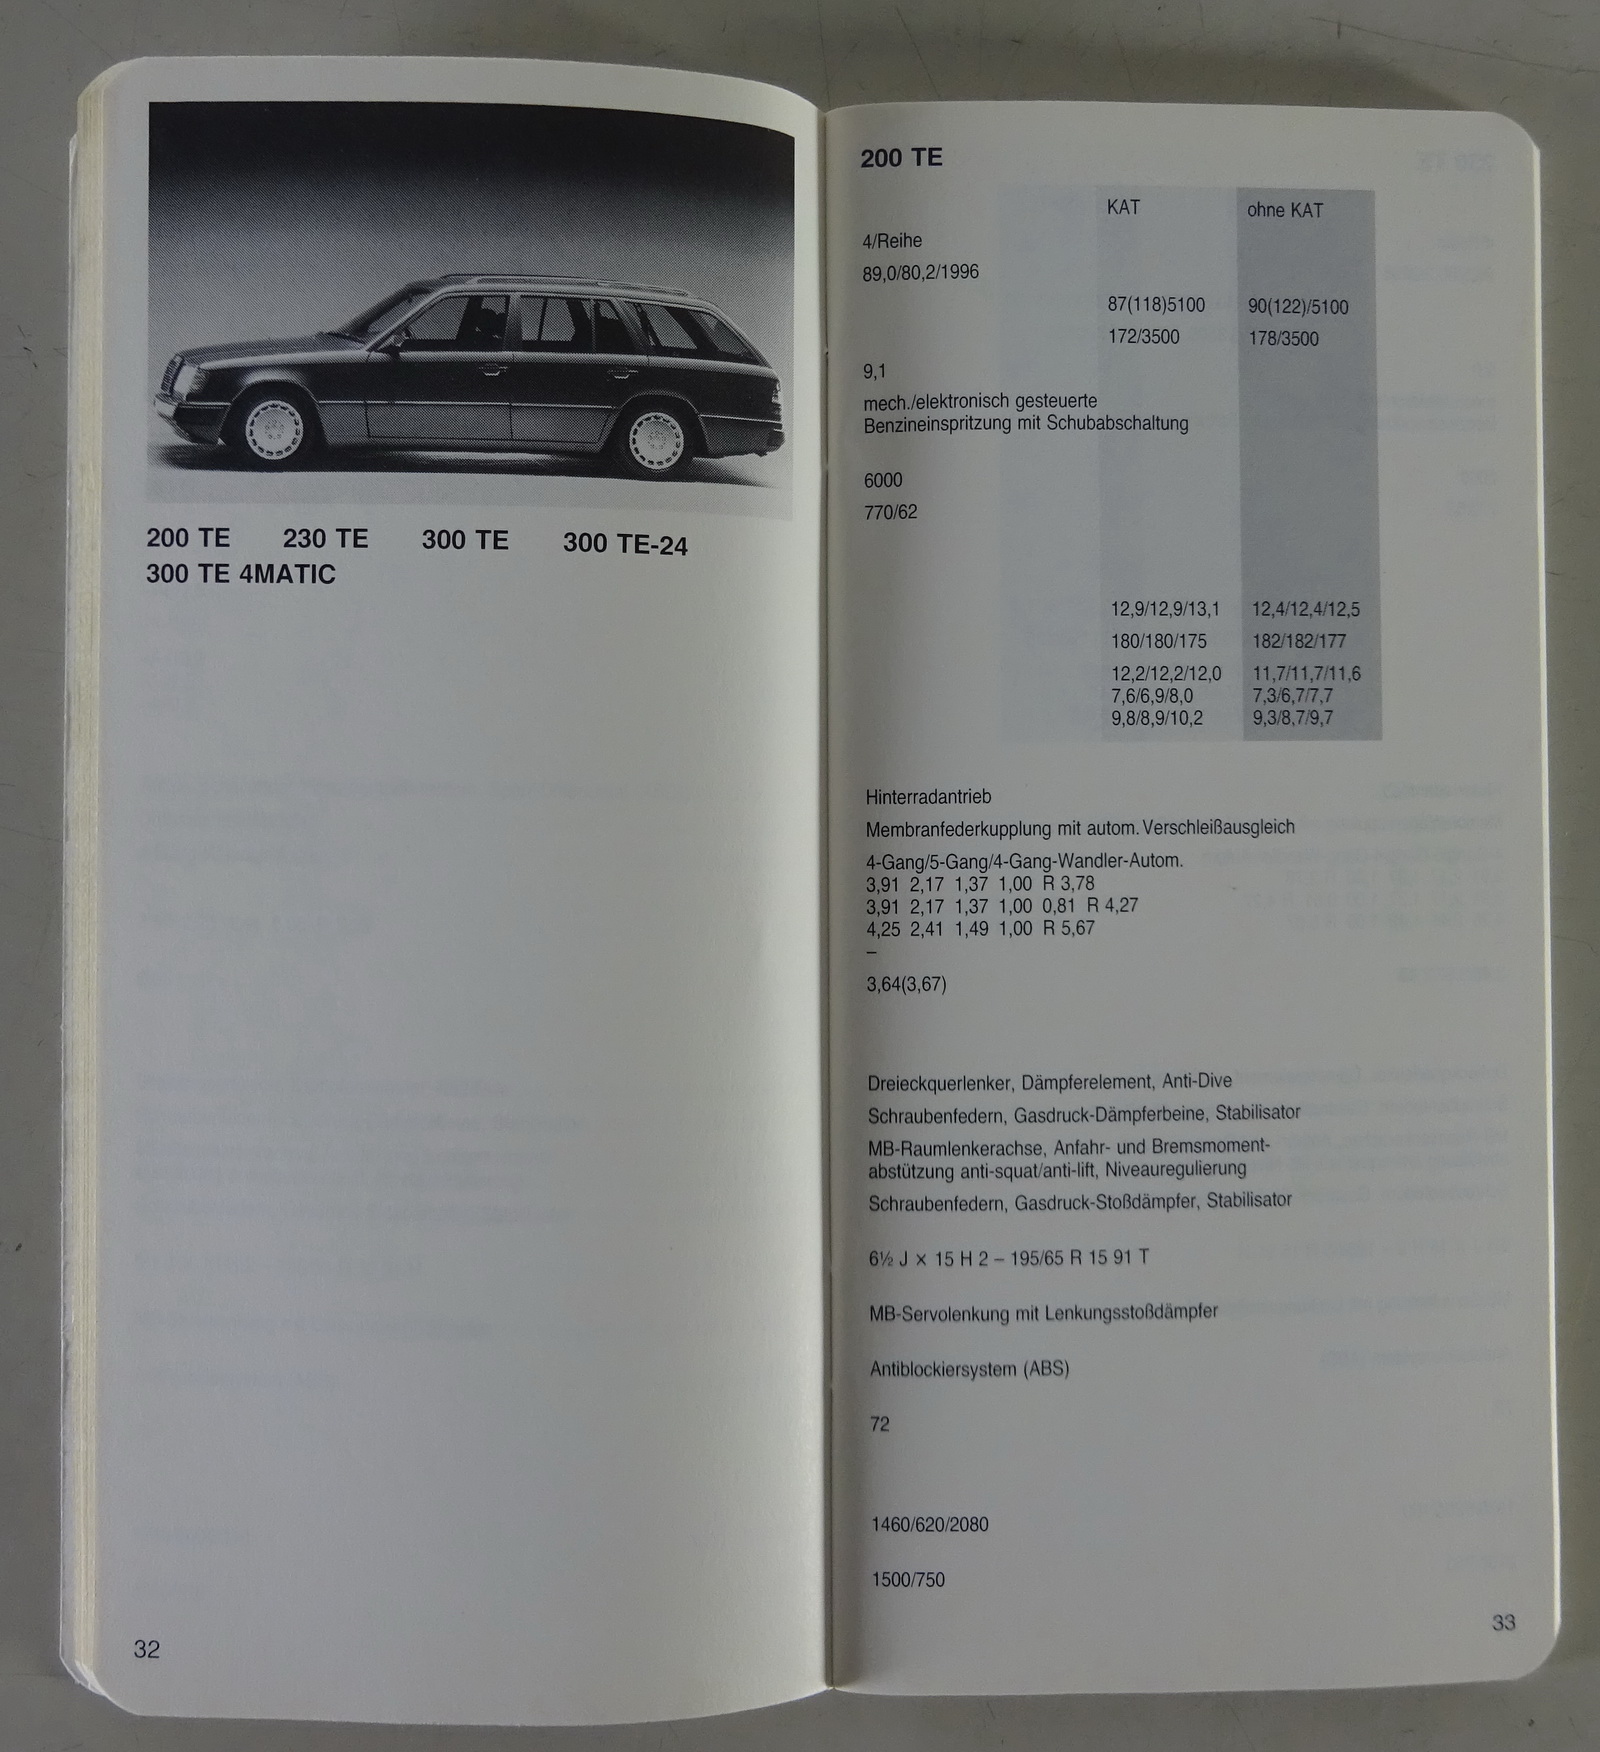 200 TE 230 TE 300 TE 300 TE-24
300 TE 4MATIC
32
200 TE
KAT ohne KAT
4/Reihe
89,0/80,2/1996
87(118)5100 90(122)/5100
172/3500 178/3500
9,1
mech./elektronisch gesteuerte
Benzineinspritzung mit Schubabschaltung
6000
770/62
12,9/12,9/13,1 12,4/12,4/12,5
180/180/175 182/182/177
12,2/12,2/12,0 11,7/11,7/11,6
7,6/6,9/8,0 7,3/6,7/7,7
9,8/8,9/10,2 9,3/8,7/9,7
Hinterradantrieb
Membranfederkupplung mit autom. Verschleißausgleich
4-Gang/5-Gang/4-Gang-Wandler-Autom.
3,91 2,17 1,37 1,00 R 3,78
3,91 2,17 1,37 1,00 0,81 R 4,27
4,25 2,41 1,49 1,00 R 5,67
–
3,64(3,67)
Dreieckquerlenker, Dämpferelement, Anti-Dive
Schraubenfedern, Gasdruck-Dämpferbeine, Stabilisator
MB-Raumlenkerachse, Anfahr- und Bremsmoment-
abstützung anti-squat/anti-lift, Niveauregulierung
Schraubenfedern, Gasdruck-Stoßdämpfer, Stabilisator
6½ J × 15 H 2 – 195/65 R 15 91 T
MB-Servolenkung mit Lenkungsstoßdämpfer
Antiblockiersystem (ABS)
72
1460/620/2080
1500/750
33